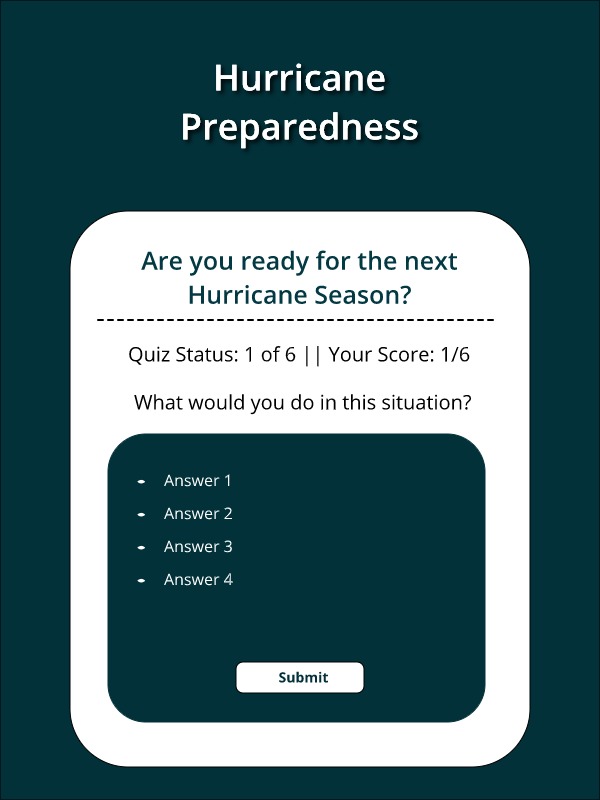 Hurricane
Preparedness
Are you ready for the next
Hurricane Season?
Quiz Status: 1 of 6 || Your Score: 1/6
What would you do in this situation?
Answer 1
Answer 2
Answer 3
Answer 4
Submit